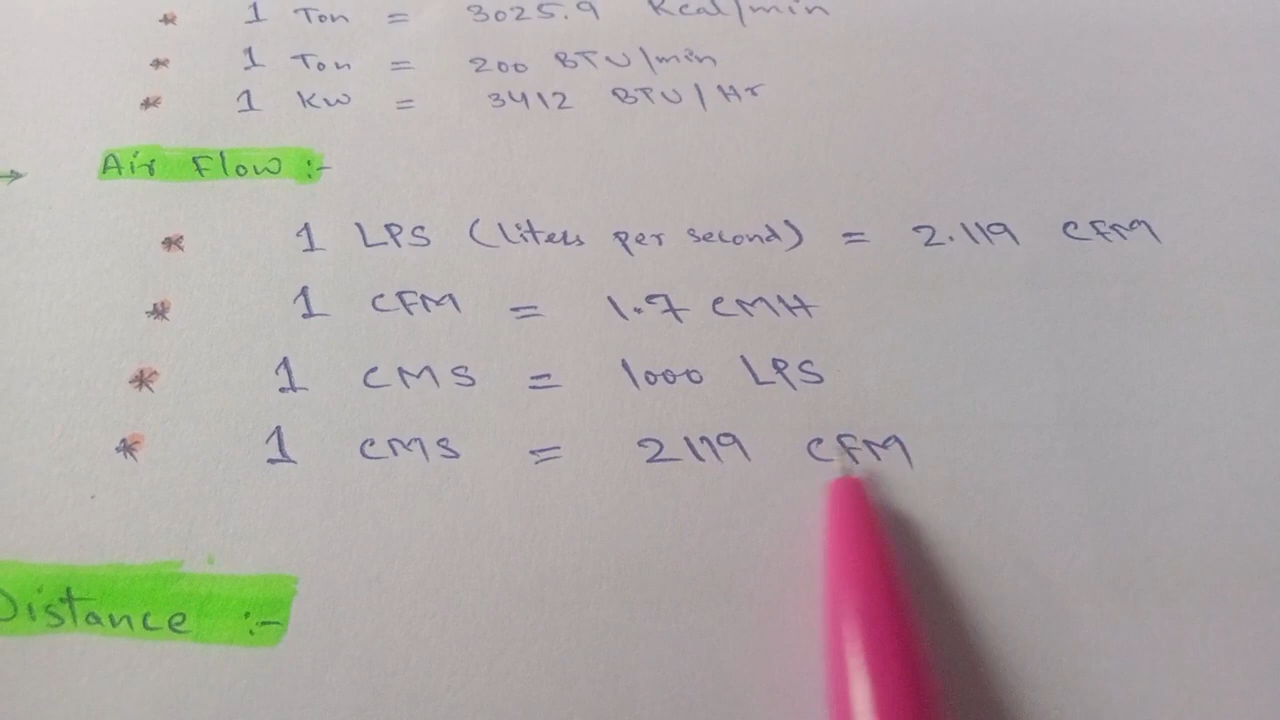 * 1 Ton = 3025.9 Kcal/min
* 1 Ton = 200 BTU/min
* 1 KW = 3412 BTU/Hr
→ Air Flow :-
* 1 LPS (liters per second) = 2.119 CFM
* 1 CFM = 1.7 CMH
* 1 CMS = 1000 LPS
* 1 CMS = 2119 CFM
Distance :-